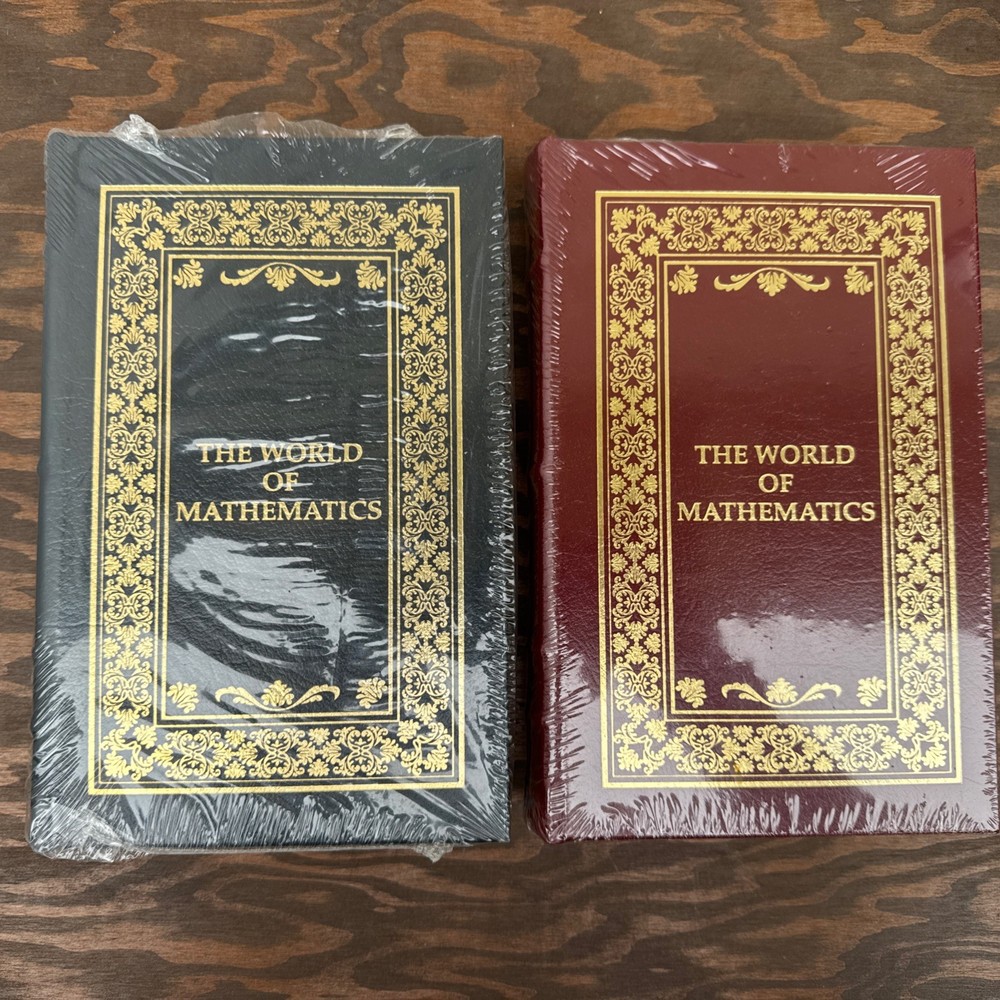 THE WORLD
OF
MATHEMATICS
THE WORLD
OF
MATHEMATICS